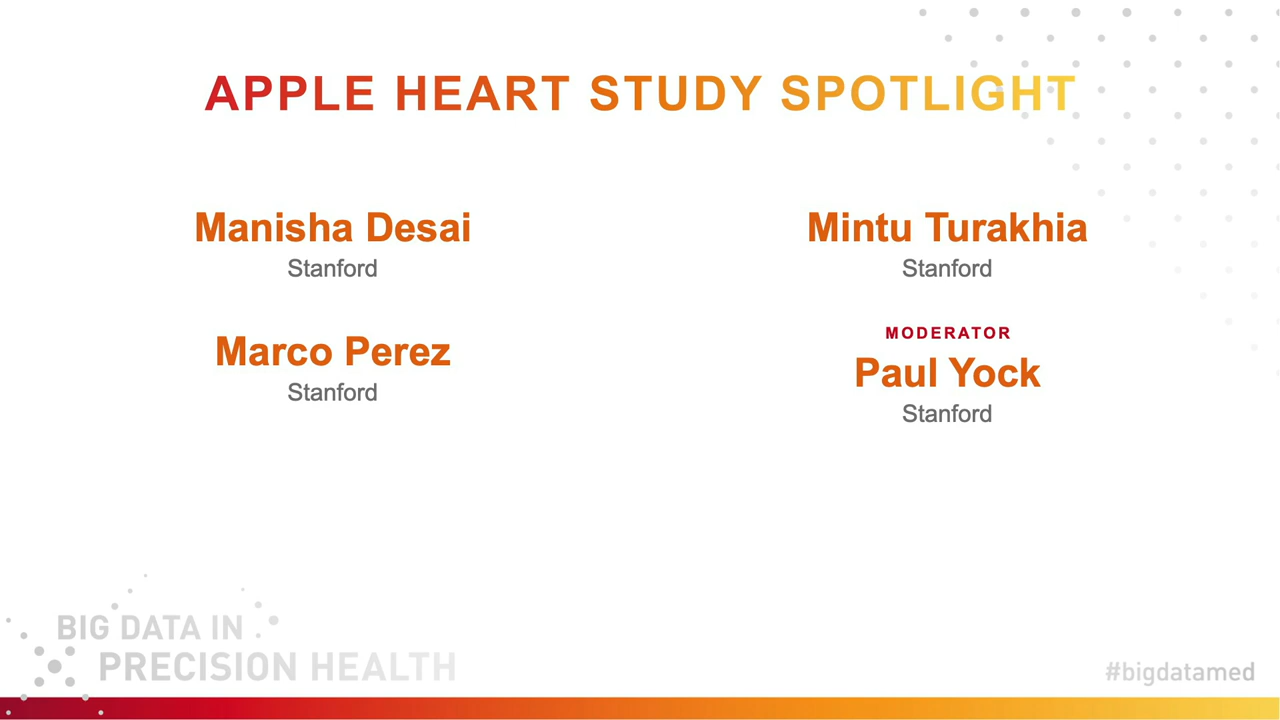 APPLE HEART STUDY SPOTLIGHT
Manisha Desai
Stanford
Marco Perez
Stanford
Mintu Turakhia
Stanford
MODERATOR
Paul Yock
Stanford
BIG DATA IN
PRECISION HEALTH
#bigdatamed